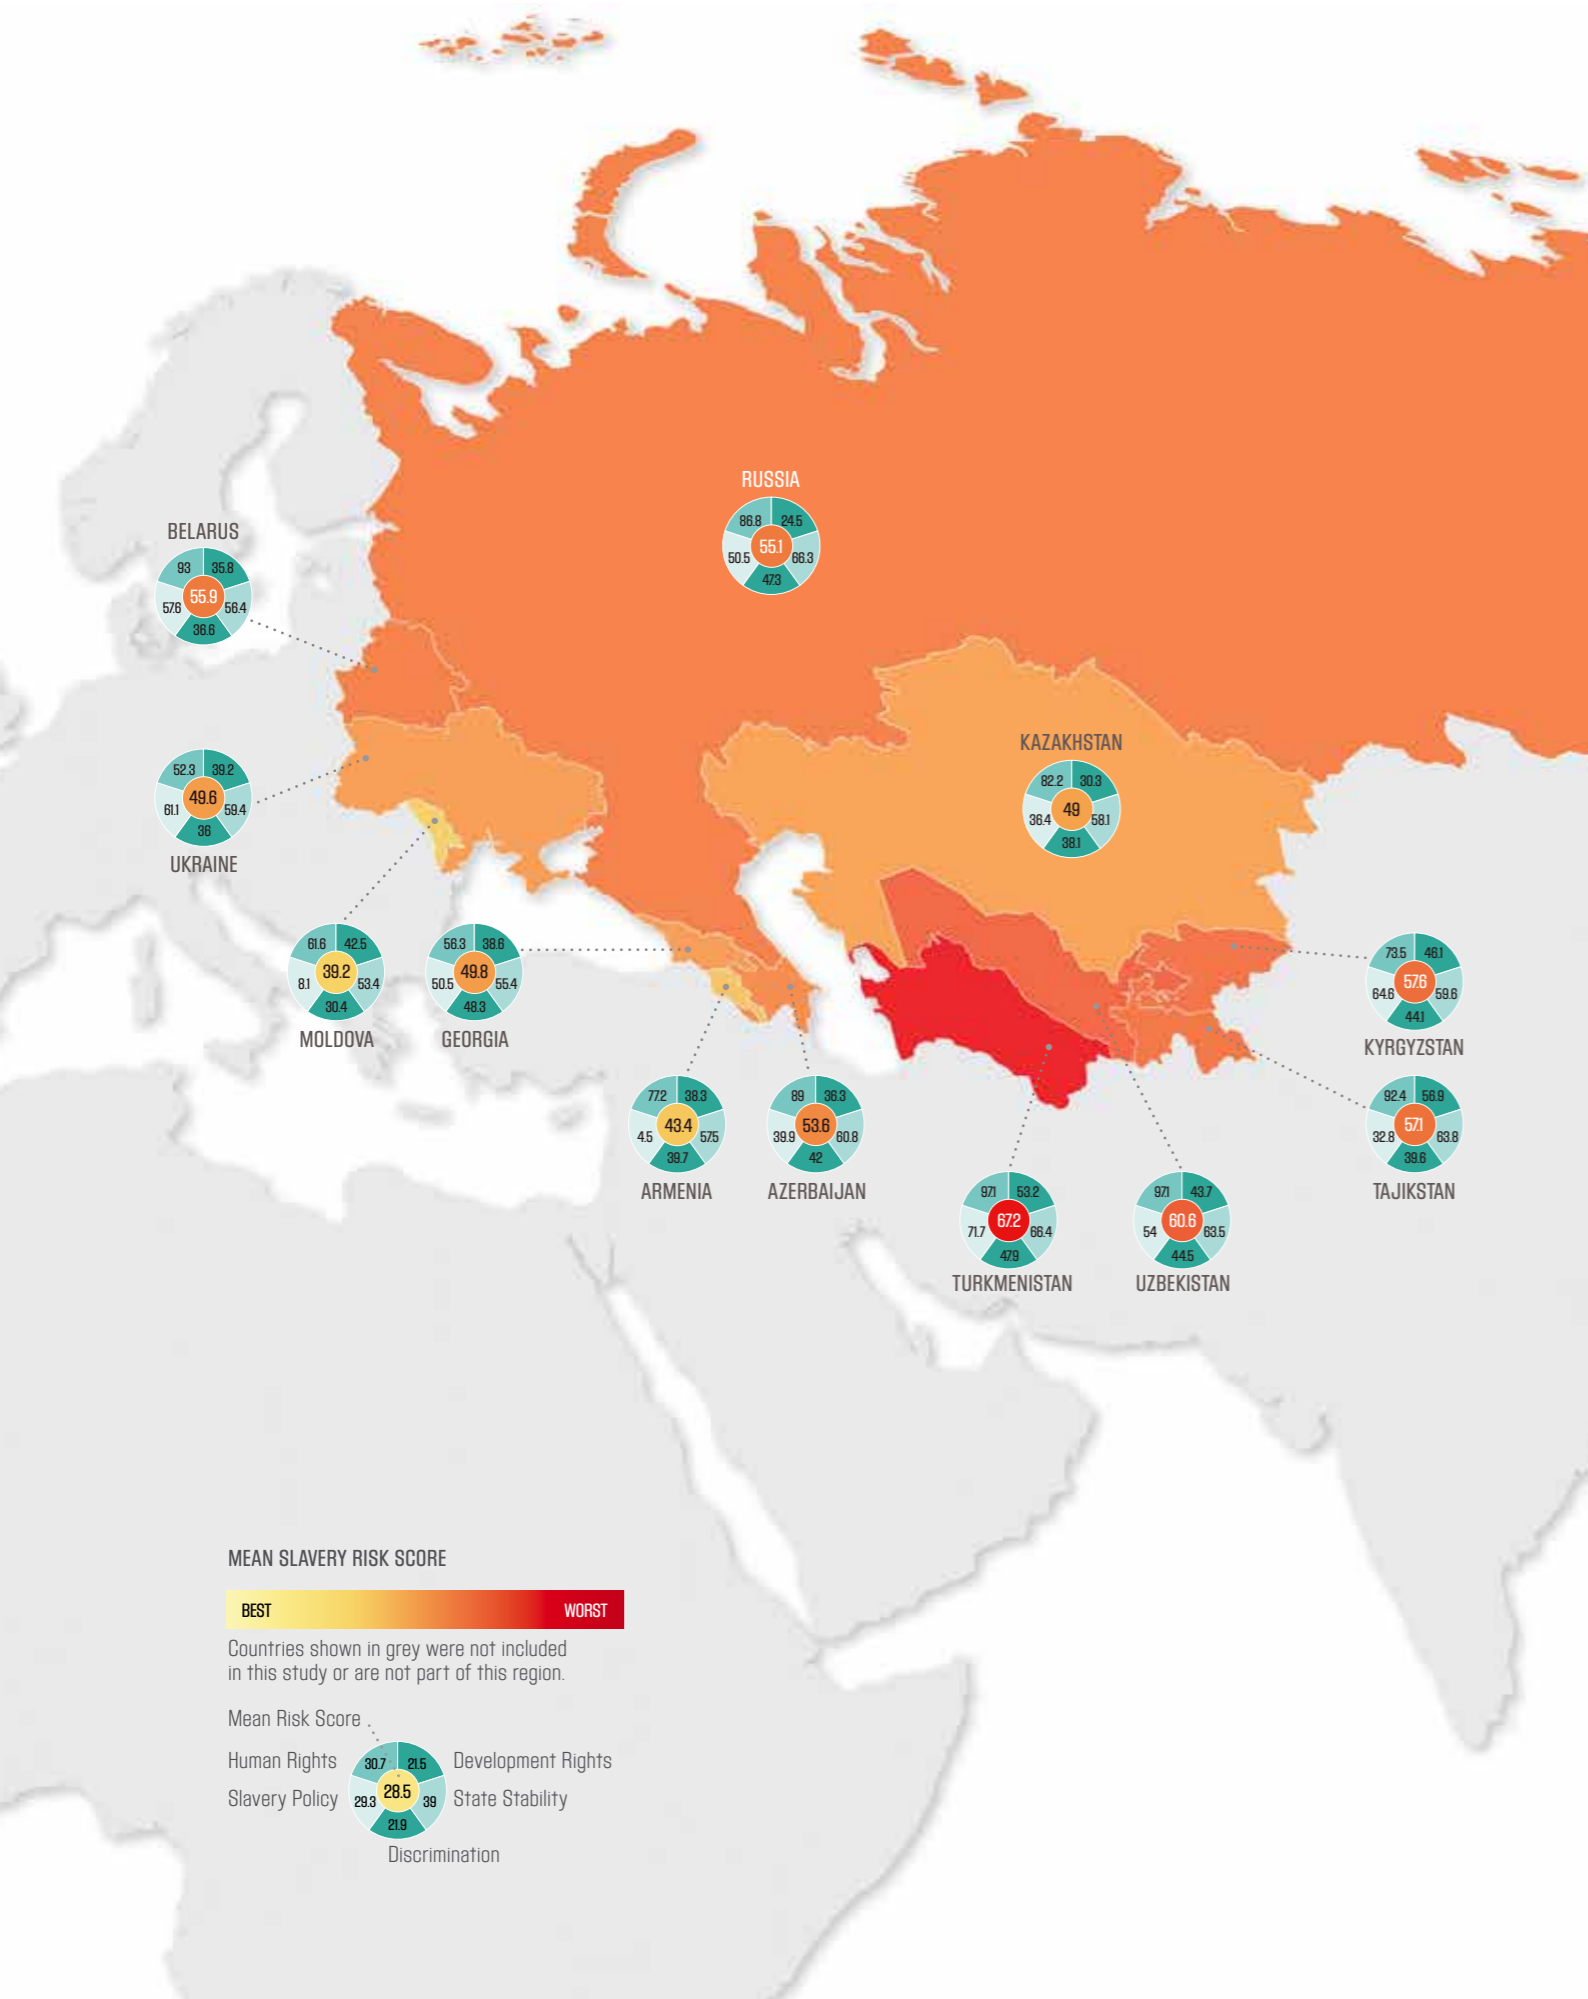 RUSSIA
86.8 24.5
55.1
50.5 66.3
47.3
BELARUS
93 35.8
55.9
57.6 56.4
36.6
KAZAKHSTAN
82.2 30.3
49
36.4 58.1
38.1
52.3 39.2
49.6
61.1 59.4
36
UKRAINE
61.6 42.5
39.2
8.1 53.4
30.4
MOLDOVA
56.3 38.6
49.8
50.5 55.4
48.3
GEORGIA
73.5 46.1
57.6
64.6 59.6
44.1
KYRGYZSTAN
77.2 38.3
43.4
4.5 57.5
39.7
ARMENIA
89 36.3
53.6
39.9 60.8
42
AZERBAIJAN
92.4 56.9
57.1
32.8 63.8
39.6
TAJIKSTAN
97.1 53.2
67.2
71.7 66.4
47.9
TURKMENISTAN
97.1 43.7
60.6
54 63.5
44.5
UZBEKISTAN
MEAN SLAVERY RISK SCORE
BEST WORST
Countries shown in grey were not included
in this study or are not part of this region.
Mean Risk Score
Human Rights 30.7 21.5 Development Rights
28.5
Slavery Policy 29.3 39 State Stability
21.9
Discrimination